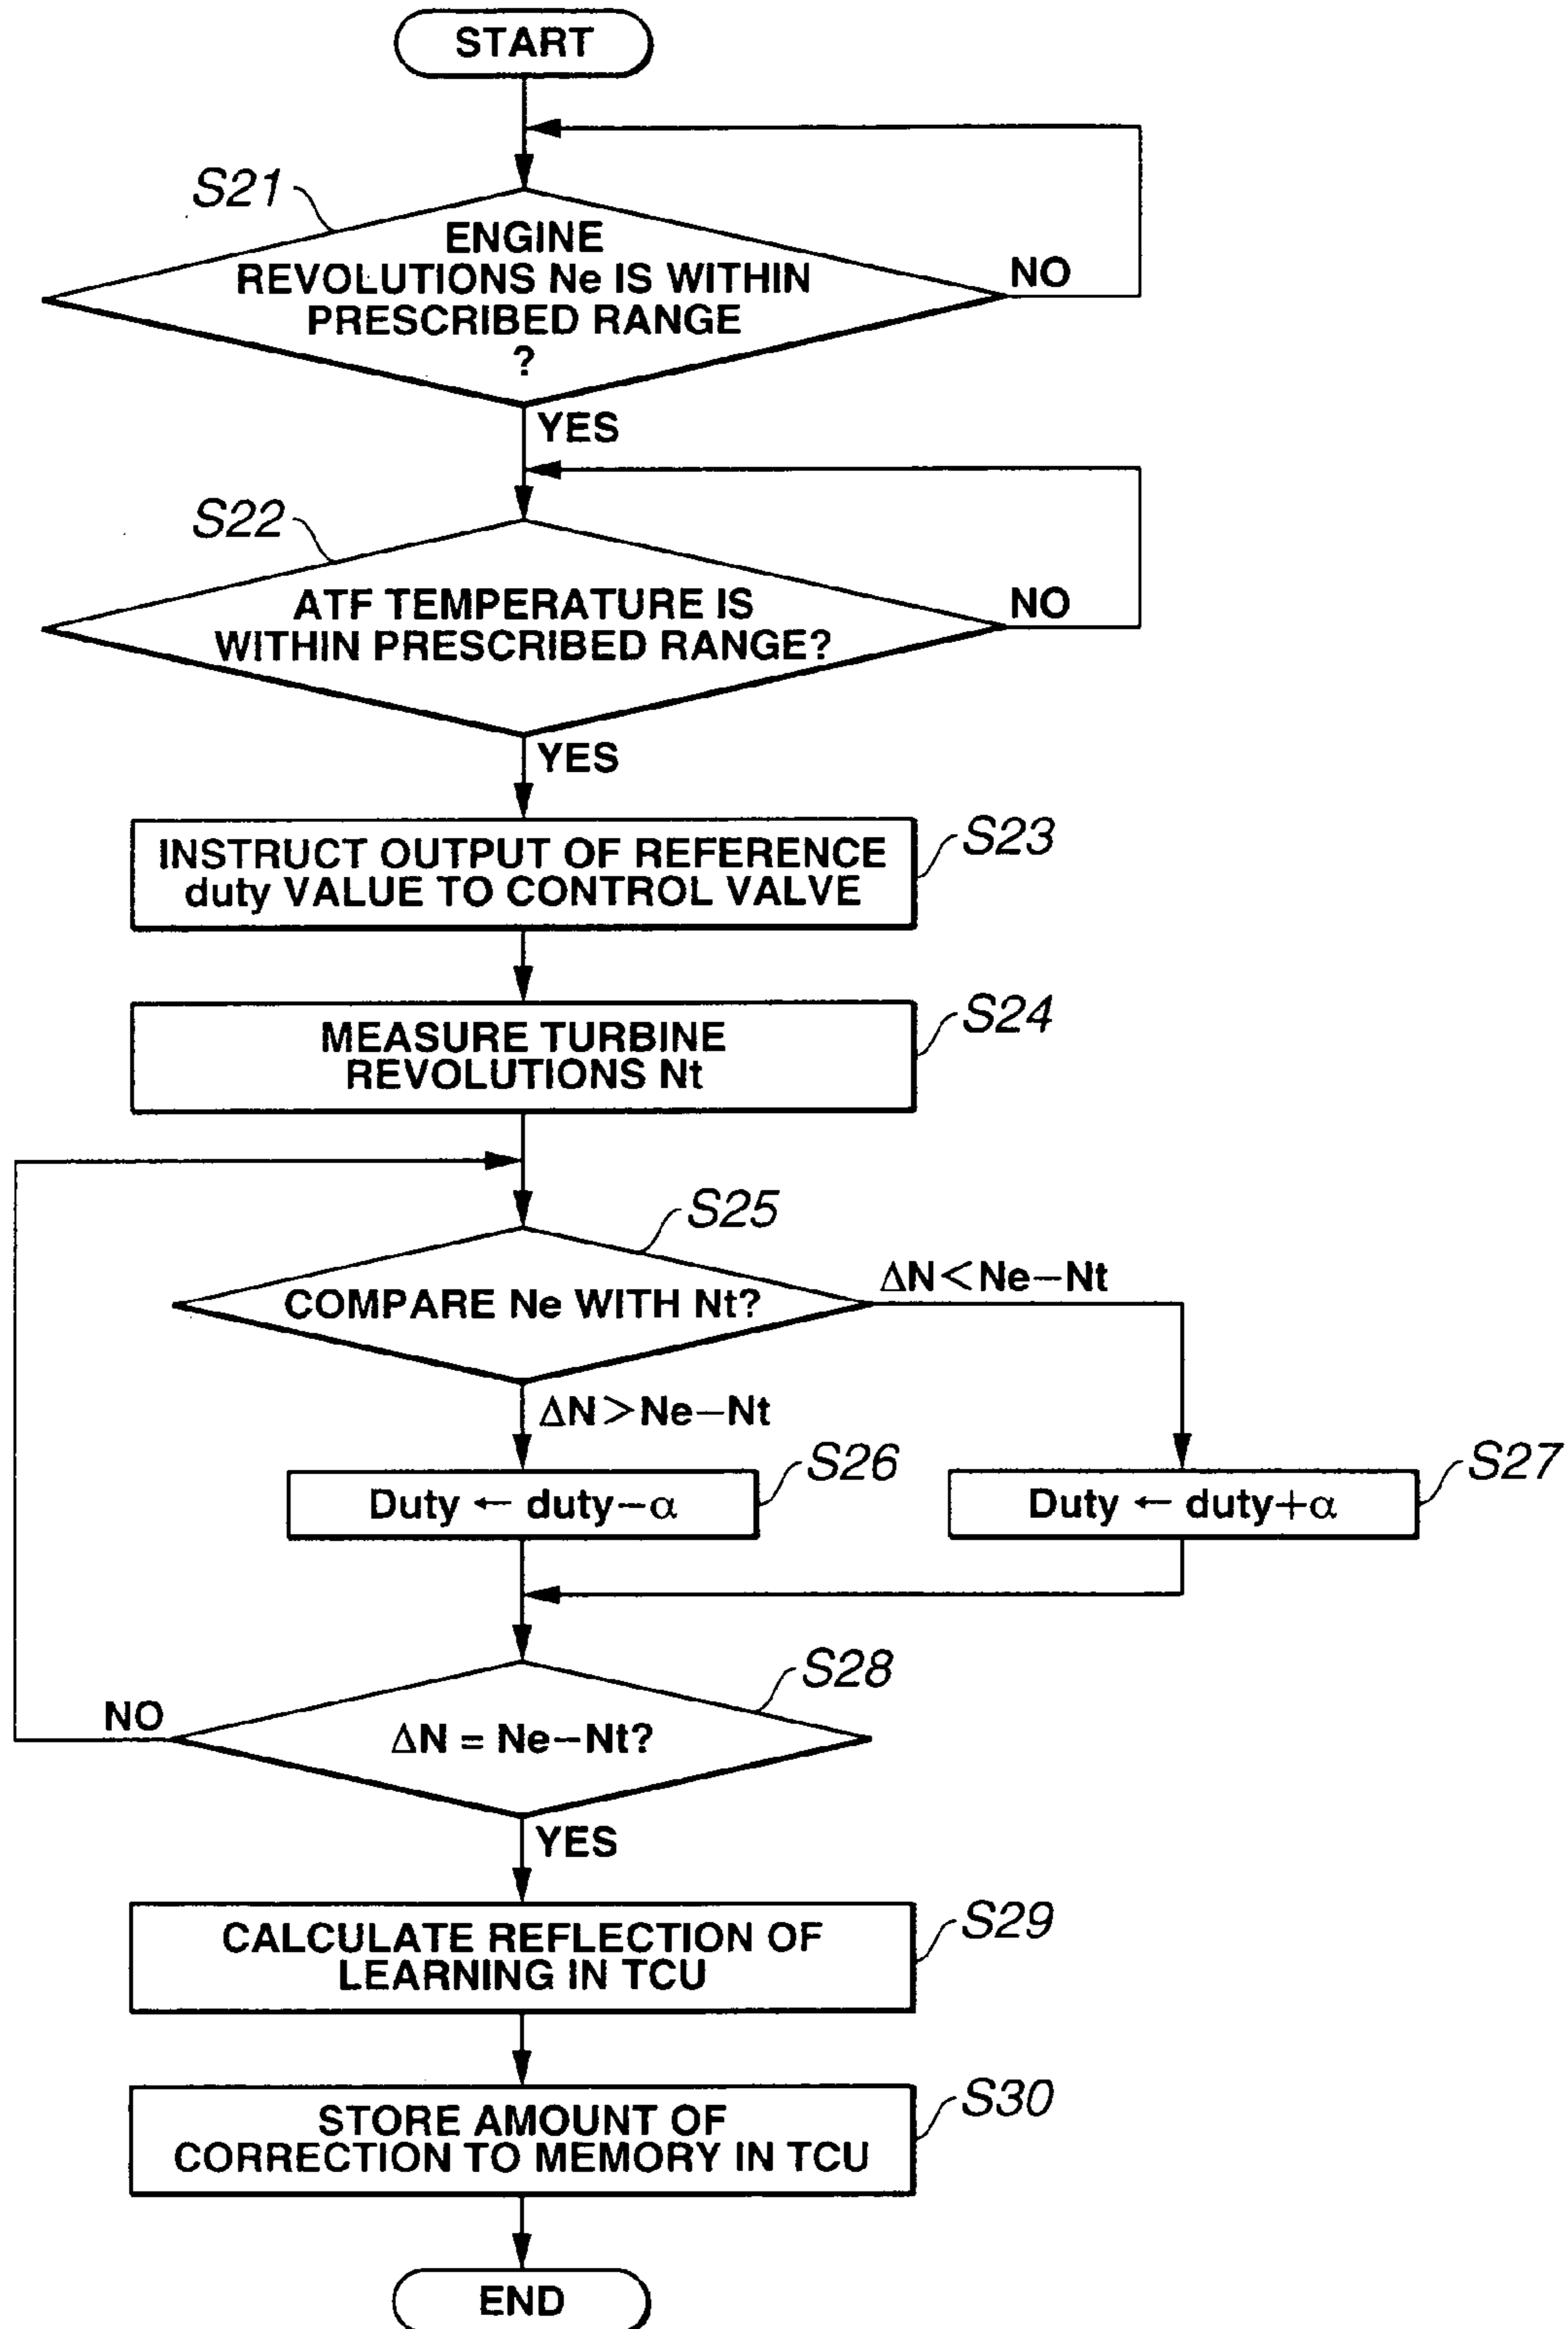 START
S21
ENGINE
REVOLUTIONS Ne IS WITHIN
PRESCRIBED RANGE
?
NO
YES
S22
ATF TEMPERATURE IS
WITHIN PRESCRIBED RANGE?
NO
YES
INSTRUCT OUTPUT OF REFERENCE
duty VALUE TO CONTROL VALVE
S23
MEASURE TURBINE
REVOLUTIONS Nt
S24
S25
COMPARE Ne WITH Nt?
ΔN<Ne−Nt
ΔN>Ne−Nt
Duty ← duty−α
S26
Duty ← duty+α
S27
S28
ΔN = Ne−Nt?
NO
YES
CALCULATE REFLECTION OF
LEARNING IN TCU
S29
STORE AMOUNT OF
CORRECTION TO MEMORY IN TCU
S30
END